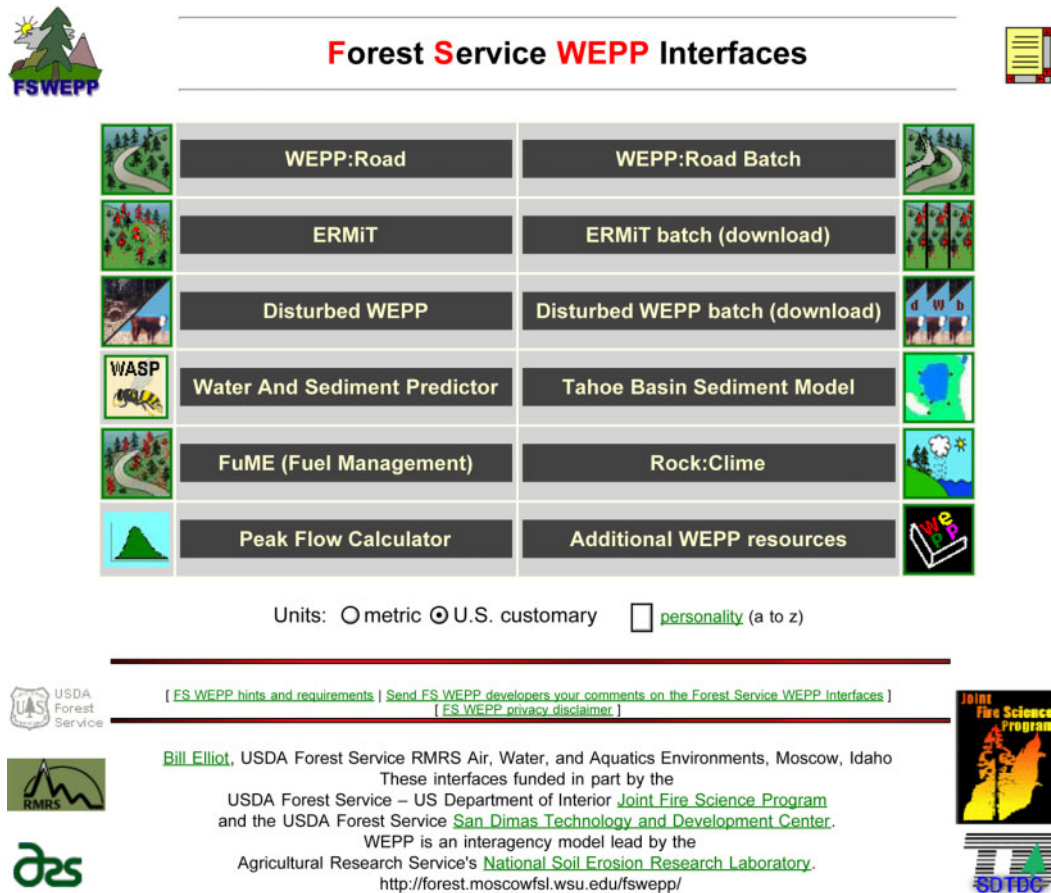 Forest Service WEPP Interfaces
FSWEPP
WEPP:Road
WEPP:Road Batch
ERMiT
ERMiT batch (download)
Disturbed WEPP
Disturbed WEPP batch (download)
d W b
WASP
Water And Sediment Predictor
Tahoe Basin Sediment Model
FuME (Fuel Management)
Rock:Clime
Peak Flow Calculator
Additional WEPP resources
WePP
Units: metric U.S. customary personality (a to z)
USDA
Forest
Service
UAS
[ FS WEPP hints and requirements | Send FS WEPP developers your comments on the Forest Service WEPP Interfaces ]
[ FS WEPP privacy disclaimer ]
Joint
Fire Science
Program
Bill Elliot, USDA Forest Service RMRS Air, Water, and Aquatics Environments, Moscow, Idaho
These interfaces funded in part by the
USDA Forest Service – US Department of Interior Joint Fire Science Program
and the USDA Forest Service San Dimas Technology and Development Center.
WEPP is an interagency model lead by the
Agricultural Research Service's National Soil Erosion Research Laboratory.
http://forest.moscowfsl.wsu.edu/fswepp/
RMRS
ars
SDTDC